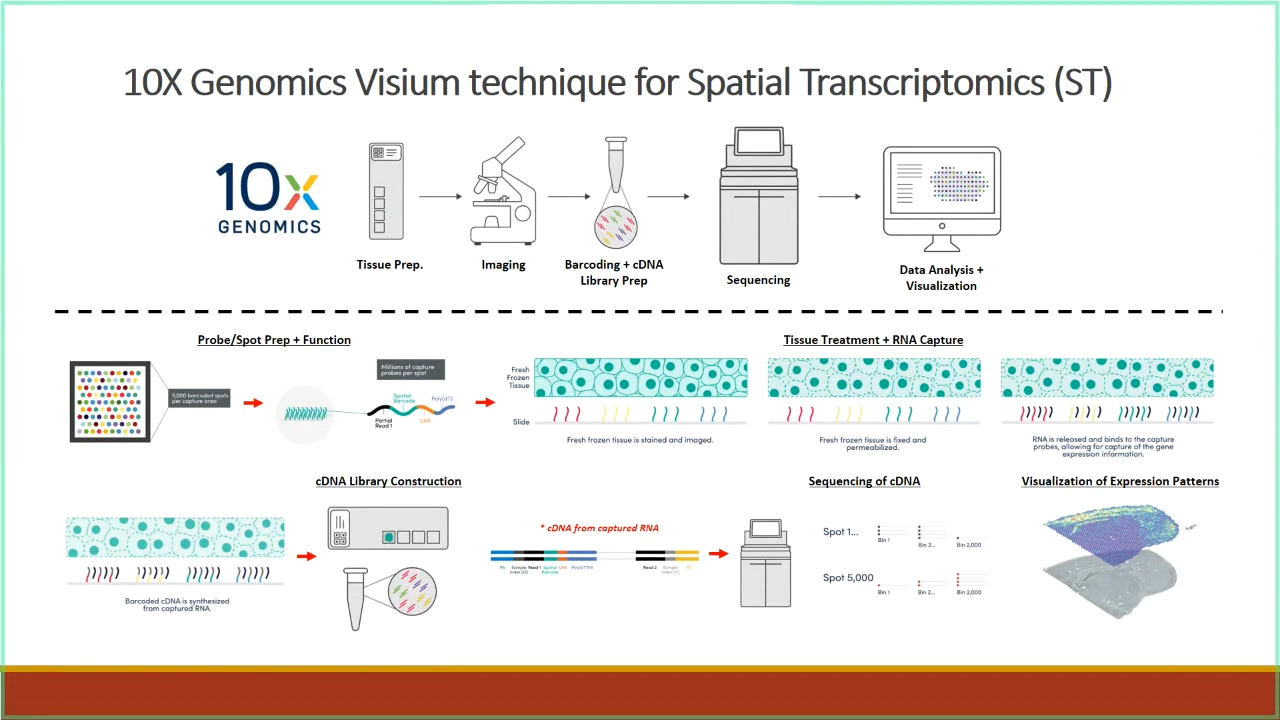 10X Genomics Visium technique for Spatial Transcriptomics (ST)
10x
GENOMICS
Tissue Prep.
Imaging
Barcoding + cDNA
Library Prep
Sequencing
Data Analysis +
Visualization
Probe/Spot Prep + Function
Tissue Treatment + RNA Capture
5,000 barcoded spots
per capture area
Millions of capture
probes per spot
Spatial
Barcode
Poly(dT)
Partial
Read 1
UMI
Fresh
Frozen
Tissue
Slide
Fresh frozen tissue is stained and imaged.
Fresh frozen tissue is fixed and
permeabilized.
RNA is released and binds to the capture
probes, allowing for capture of the gene
expression information.
cDNA Library Construction
Sequencing of cDNA
Visualization of Expression Patterns
Barcoded cDNA is synthesized
from captured RNA.
* cDNA from captured RNA
P5
Sample
Index (i5)
Read 1
Spatial
Barcode
UMI
Poly(dT)VN
Read 2
Sample
Index (i7)
P7
Spot 1...
Bin 1
Bin 2...
Bin 2,000
Spot 5,000
Bin 1
Bin 2...
Bin 2,000